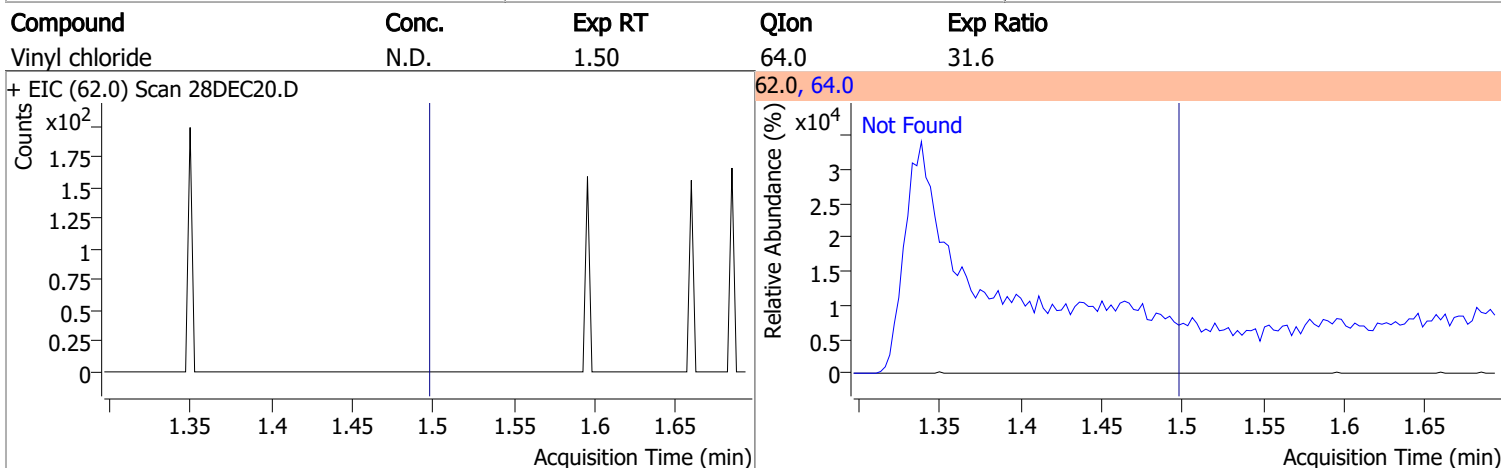 Compound Conc. Exp RT QIon Exp Ratio
Vinyl chloride N.D. 1.50 64.0 31.6
+ EIC (62.0) Scan 28DEC20.D
Counts
x10²
1.75
1.5
1.25
1
0.75
0.5
0.25
0
1.35 1.4 1.45 1.5 1.55 1.6 1.65
Acquisition Time (min)
62.0, 64.0
Relative Abundance (%)
x10⁴
Not Found
3
2.5
2
1.5
1
0.5
0
1.35 1.4 1.45 1.5 1.55 1.6 1.65
Acquisition Time (min)